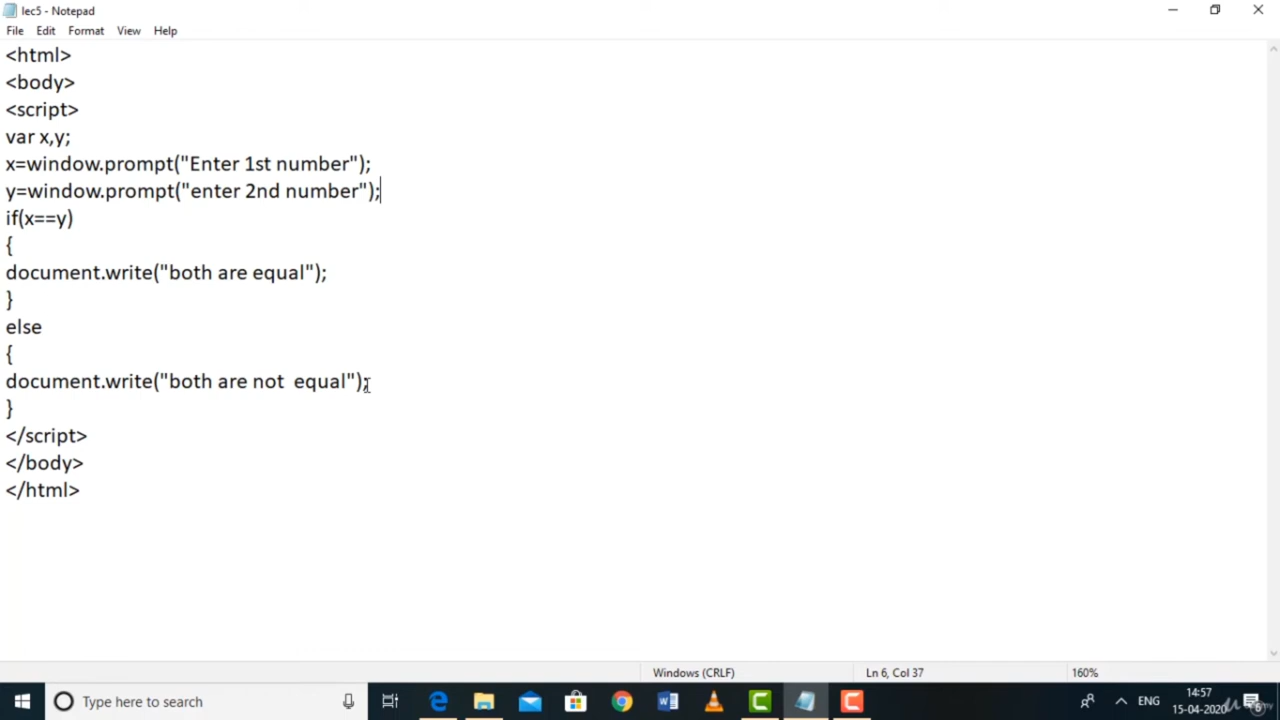 lec5 - Notepad
File Edit Format View Help
<html>
<body>
<script>
var x,y;
x=window.prompt("Enter 1st number");
y=window.prompt("enter 2nd number");
if(x==y)
{
document.write("both are equal");
}
else
{
document.write("both are not  equal");
}
</script>
</body>
</html>
Windows (CRLF) Ln 6, Col 37 160%
Type here to search ENG 14:57
15-04-2020